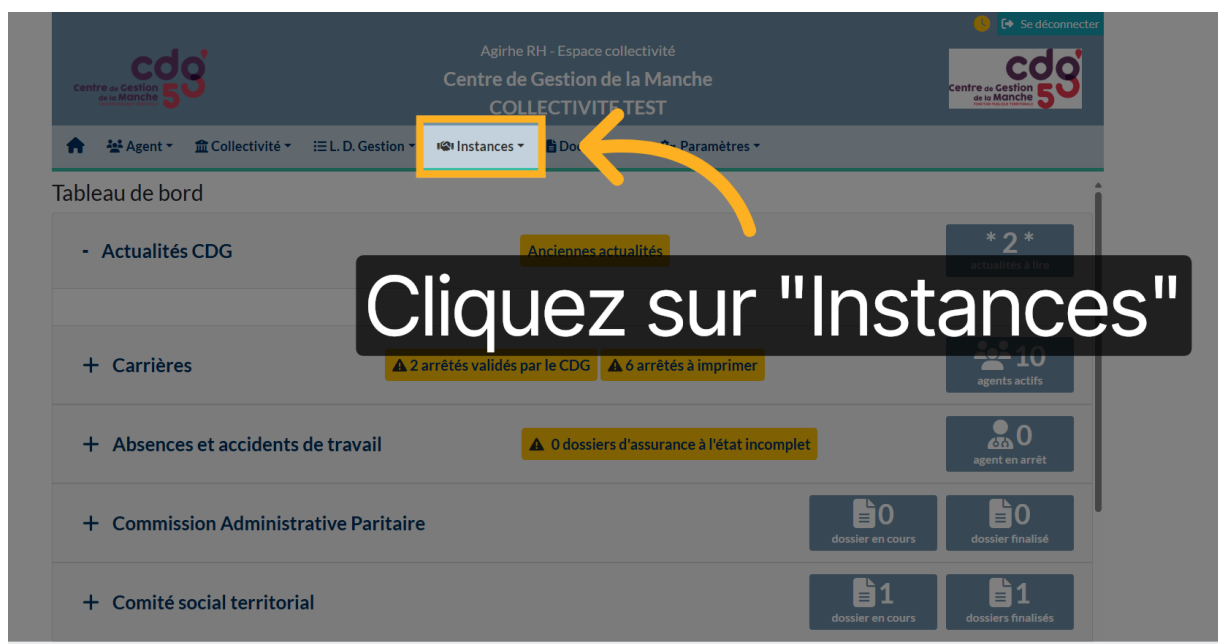 Se déconnecter
cdg
Centre de Gestion
de la Manche
50
Agirhe RH - Espace collectivité
Centre de Gestion de la Manche
COLLECTIVITE TEST
cdg
Centre de Gestion
de la Manche
50
Agent
Collectivité
L. D. Gestion
Instances
Paramètres
Tableau de bord
- Actualités CDG
Anciennes actualités
* 2 *
actualités à lire
Cliquez sur "Instances"
+ Carrières
2 arrêtés validés par le CDG
6 arrêtés à imprimer
10
agents actifs
+ Absences et accidents de travail
0 dossiers d'assurance à l'état incomplet
0
agent en arrêt
+ Commission Administrative Paritaire
0
dossier en cours
0
dossier finalisé
+ Comité social territorial
1
dossier en cours
1
dossiers finalisés